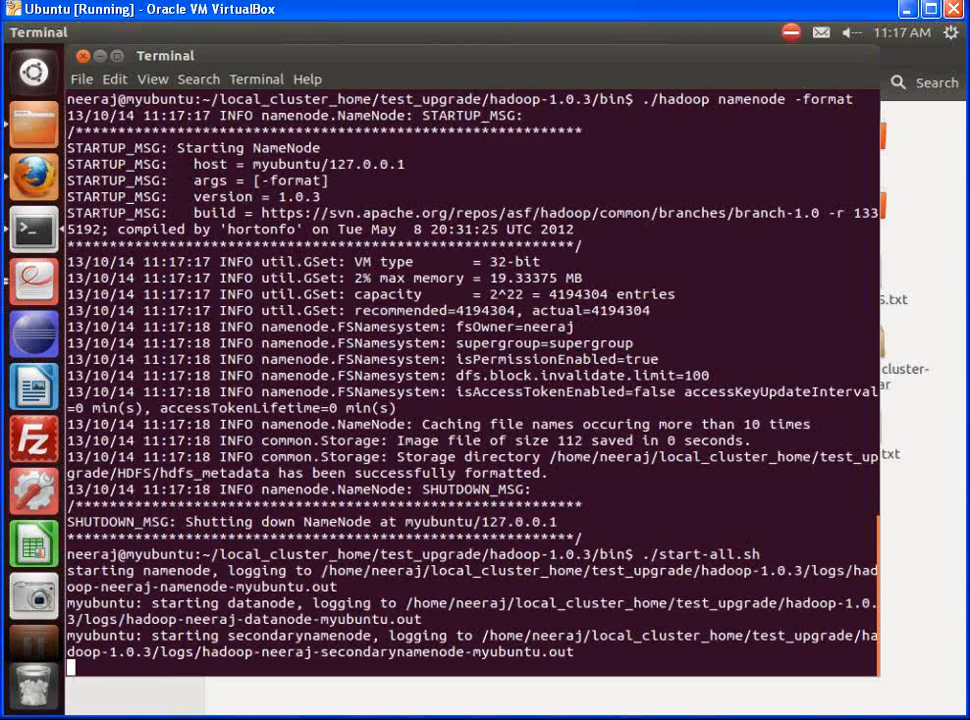 Ubuntu [Running] - Oracle VM VirtualBox
Terminal
11:17 AM
Terminal
File Edit View Search Terminal Help
Search
neeraj@myubuntu:~/local_cluster_home/test_upgrade/hadoop-1.0.3/bin$ ./hadoop namenode -format
13/10/14 11:17:17 INFO namenode.NameNode: STARTUP_MSG:
/************************************************************
STARTUP_MSG: Starting NameNode
STARTUP_MSG:   host = myubuntu/127.0.0.1
STARTUP_MSG:   args = [-format]
STARTUP_MSG:   version = 1.0.3
STARTUP_MSG:   build = https://svn.apache.org/repos/asf/hadoop/common/branches/branch-1.0 -r 133
5192; compiled by 'hortonfo' on Tue May  8 20:31:25 UTC 2012
************************************************************/
13/10/14 11:17:17 INFO util.GSet: VM type       = 32-bit
13/10/14 11:17:17 INFO util.GSet: 2% max memory = 19.33375 MB
13/10/14 11:17:17 INFO util.GSet: capacity      = 2^22 = 4194304 entries
13/10/14 11:17:17 INFO util.GSet: recommended=4194304, actual=4194304
13/10/14 11:17:18 INFO namenode.FSNamesystem: fsOwner=neeraj
13/10/14 11:17:18 INFO namenode.FSNamesystem: supergroup=supergroup
13/10/14 11:17:18 INFO namenode.FSNamesystem: isPermissionEnabled=true
13/10/14 11:17:18 INFO namenode.FSNamesystem: dfs.block.invalidate.limit=100
13/10/14 11:17:18 INFO namenode.FSNamesystem: isAccessTokenEnabled=false accessKeyUpdateInterval
=0 min(s), accessTokenLifetime=0 min(s)
13/10/14 11:17:18 INFO namenode.NameNode: Caching file names occuring more than 10 times
13/10/14 11:17:18 INFO common.Storage: Image file of size 112 saved in 0 seconds.
13/10/14 11:17:18 INFO common.Storage: Storage directory /home/neeraj/local_cluster_home/test_up
grade/HDFS/hdfs_metadata has been successfully formatted.
13/10/14 11:17:18 INFO namenode.NameNode: SHUTDOWN_MSG:
/************************************************************
SHUTDOWN_MSG: Shutting down NameNode at myubuntu/127.0.0.1
************************************************************/
neeraj@myubuntu:~/local_cluster_home/test_upgrade/hadoop-1.0.3/bin$ ./start-all.sh
starting namenode, logging to /home/neeraj/local_cluster_home/test_upgrade/hadoop-1.0.3/logs/had
oop-neeraj-namenode-myubuntu.out
myubuntu: starting datanode, logging to /home/neeraj/local_cluster_home/test_upgrade/hadoop-1.0.
3/logs/hadoop-neeraj-datanode-myubuntu.out
myubuntu: starting secondarynamenode, logging to /home/neeraj/local_cluster_home/test_upgrade/ha
doop-1.0.3/logs/hadoop-neeraj-secondarynamenode-myubuntu.out
S.txt
cluster-
ar
txt